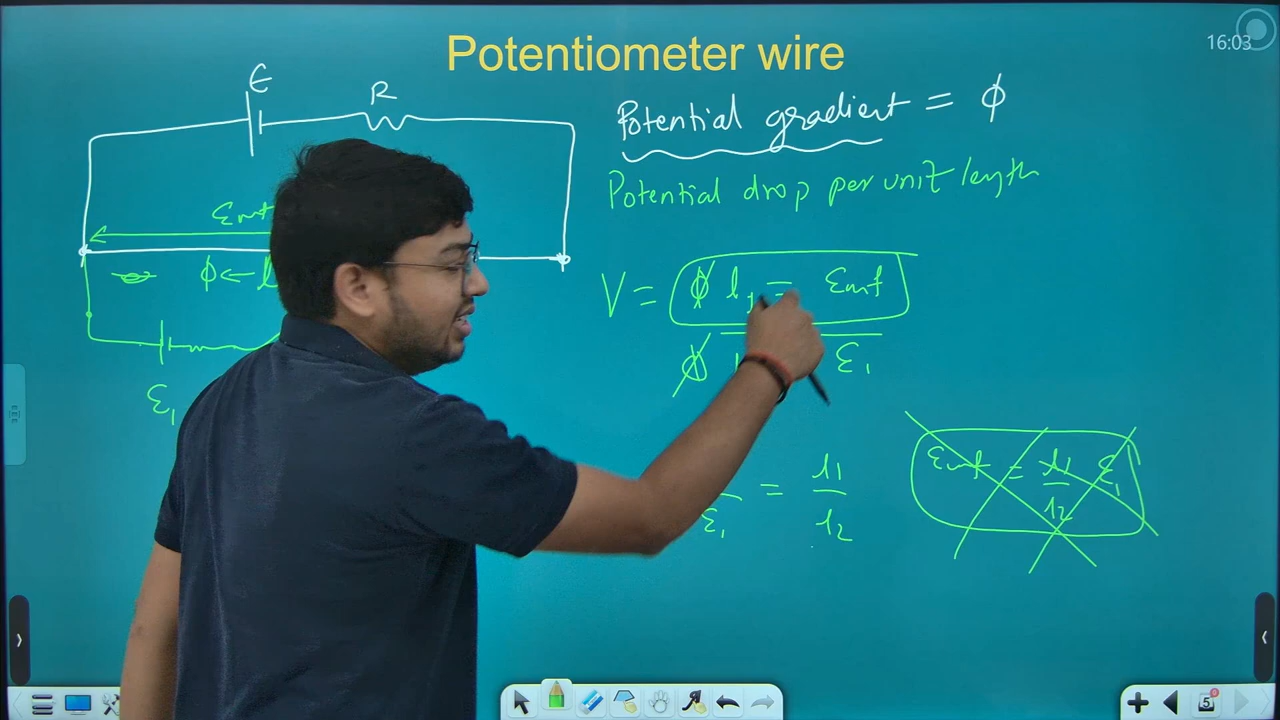 16:03
Potentiometer wire
ε
R
Potential gradient = ϕ
Potential drop per unit length
Emf
ϕ ← l
V = ϕ l₁ = Emf
ϕ ε₁
ε₁
ε₁ = l₁ / l₂
Emf = l₁ / l₂ ε₁
5